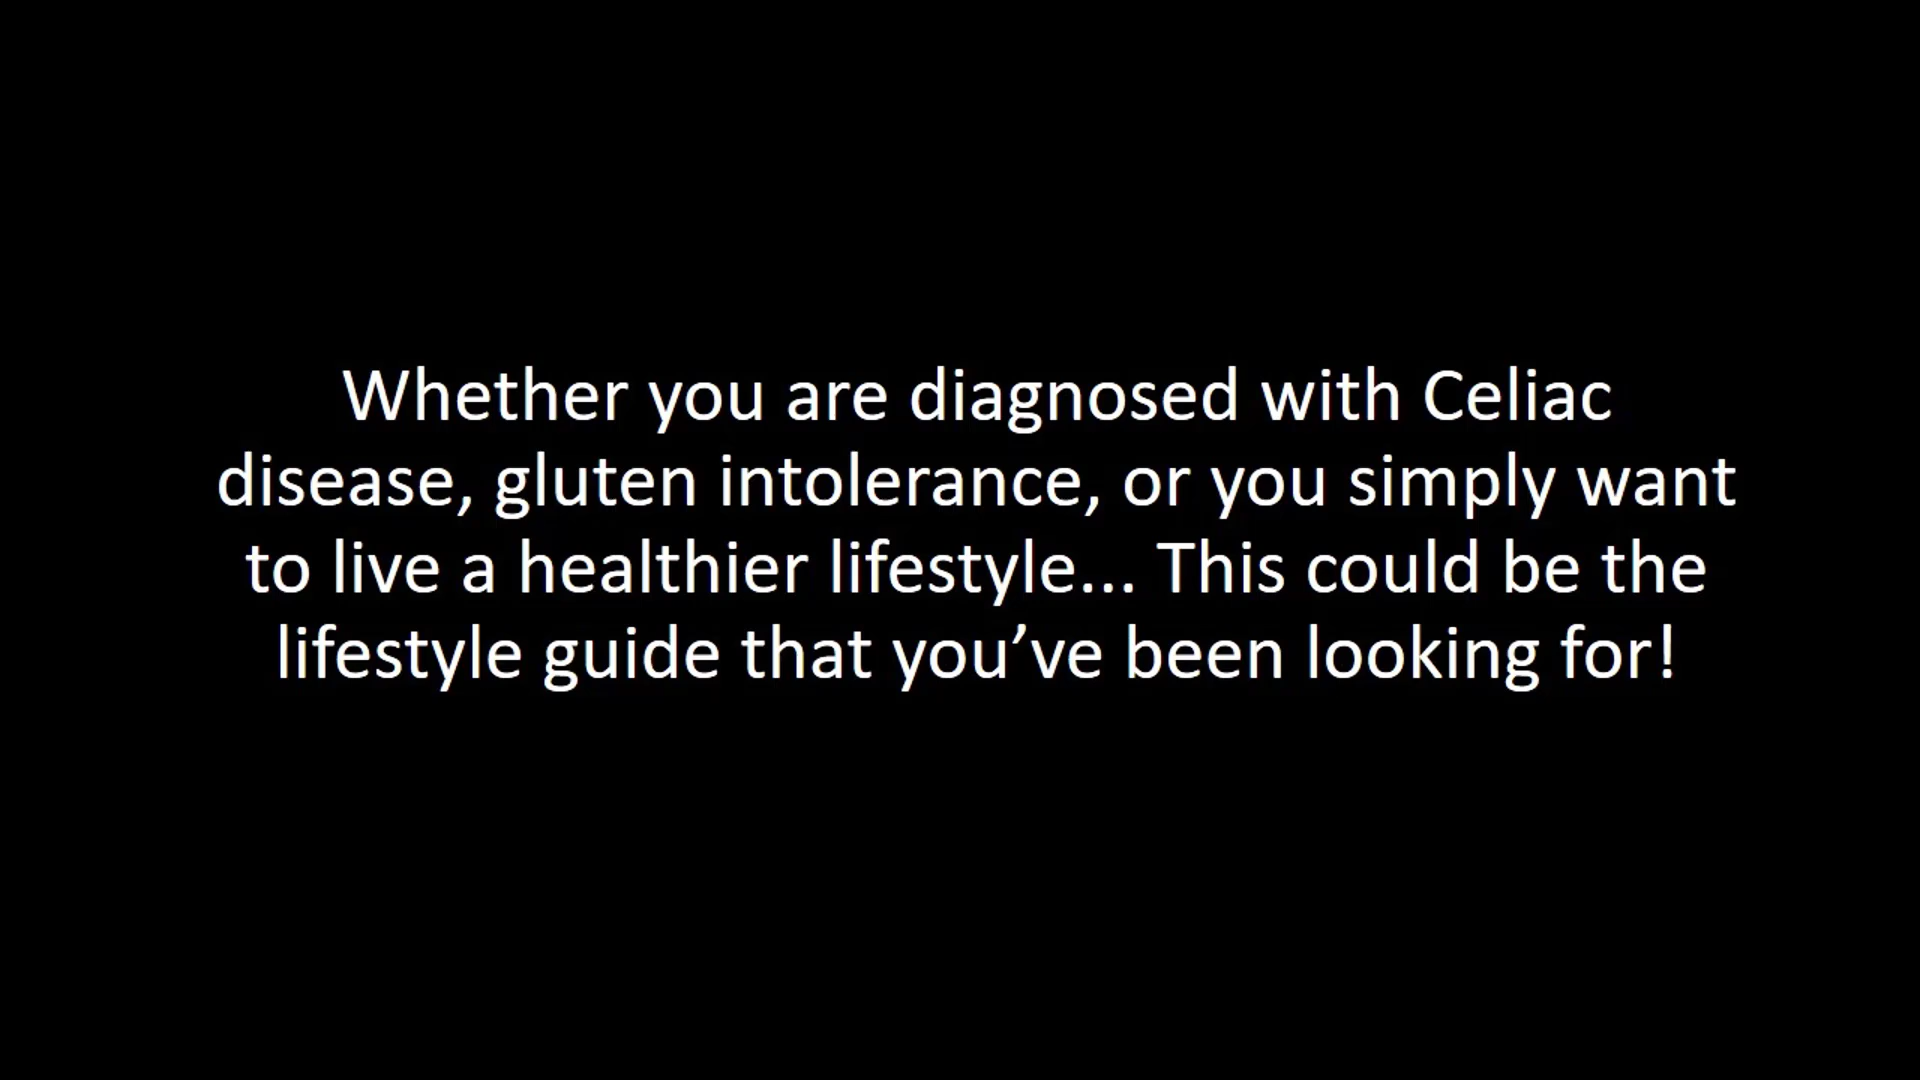 Whether you are diagnosed with Celiac
disease, gluten intolerance, or you simply want
to live a healthier lifestyle... This could be the
lifestyle guide that you’ve been looking for!